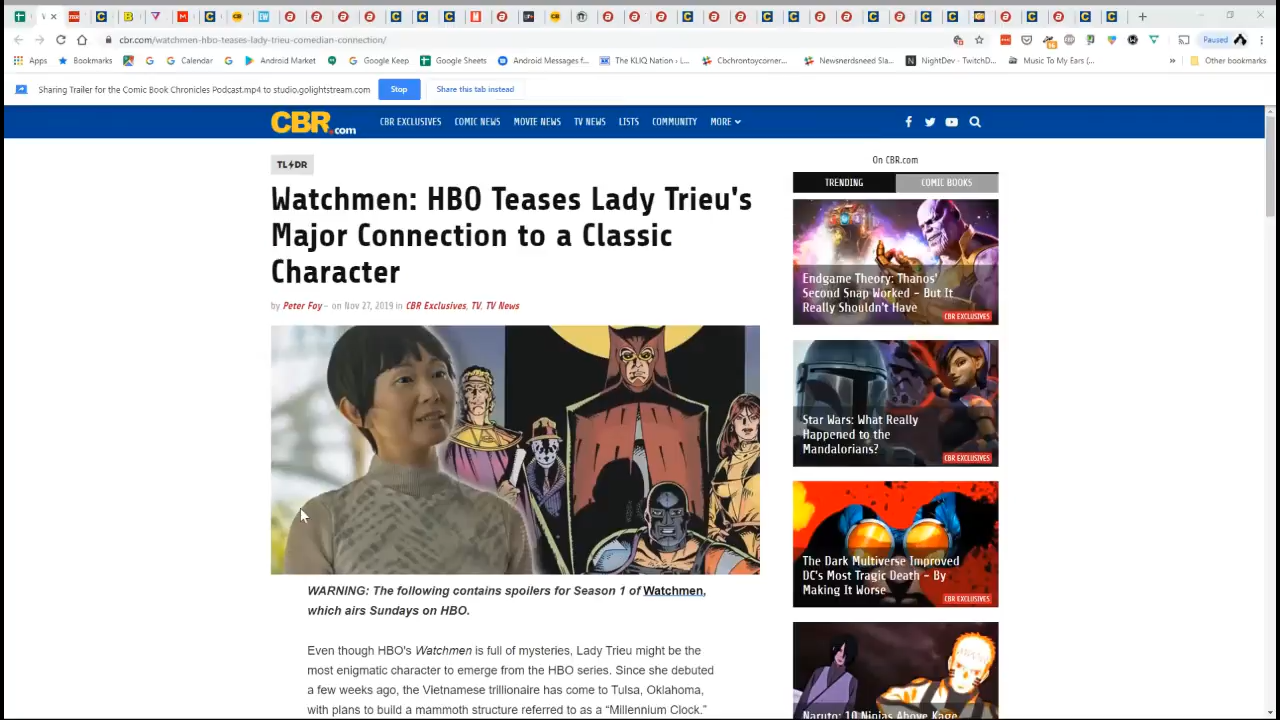 cbr.com/watchmen-hbo-teases-lady-trieu-comedian-connection/
Paused
Apps
Bookmarks
Calendar
Android Market
Google Keep
Google Sheets
Android Messages f...
The KLIQ Nation ‹ L...
Cbchrontoycorner...
Newsnerdsneed Sla...
NightDev - TwitchD...
Music To My Ears (...
»
Other bookmarks
Sharing Trailer for the Comic Book Chronicles Podcast.mp4 to studio.golightstream.com
Stop
Share this tab instead
CBR.com
CBR EXCLUSIVES
COMIC NEWS
MOVIE NEWS
TV NEWS
LISTS
COMMUNITY
MORE
TL DR
Watchmen: HBO Teases Lady Trieu's
Major Connection to a Classic
Character
by Peter Foy – on Nov 27, 2019 in CBR Exclusives, TV, TV News
WARNING: The following contains spoilers for Season 1 of Watchmen,
which airs Sundays on HBO.
Even though HBO's Watchmen is full of mysteries, Lady Trieu might be the
most enigmatic character to emerge from the HBO series. Since she debuted
a few weeks ago, the Vietnamese trillionaire has come to Tulsa, Oklahoma,
with plans to build a mammoth structure referred to as a “Millennium Clock.”
On CBR.com
TRENDING
COMIC BOOKS
Endgame Theory: Thanos'
Second Snap Worked – But It
Really Shouldn't Have
CBR EXCLUSIVES
Star Wars: What Really
Happened to the
Mandalorians?
CBR EXCLUSIVES
The Dark Multiverse Improved
DC's Most Tragic Death – By
Making It Worse
CBR EXCLUSIVES
Naruto: 10 Ninjas Above Kage